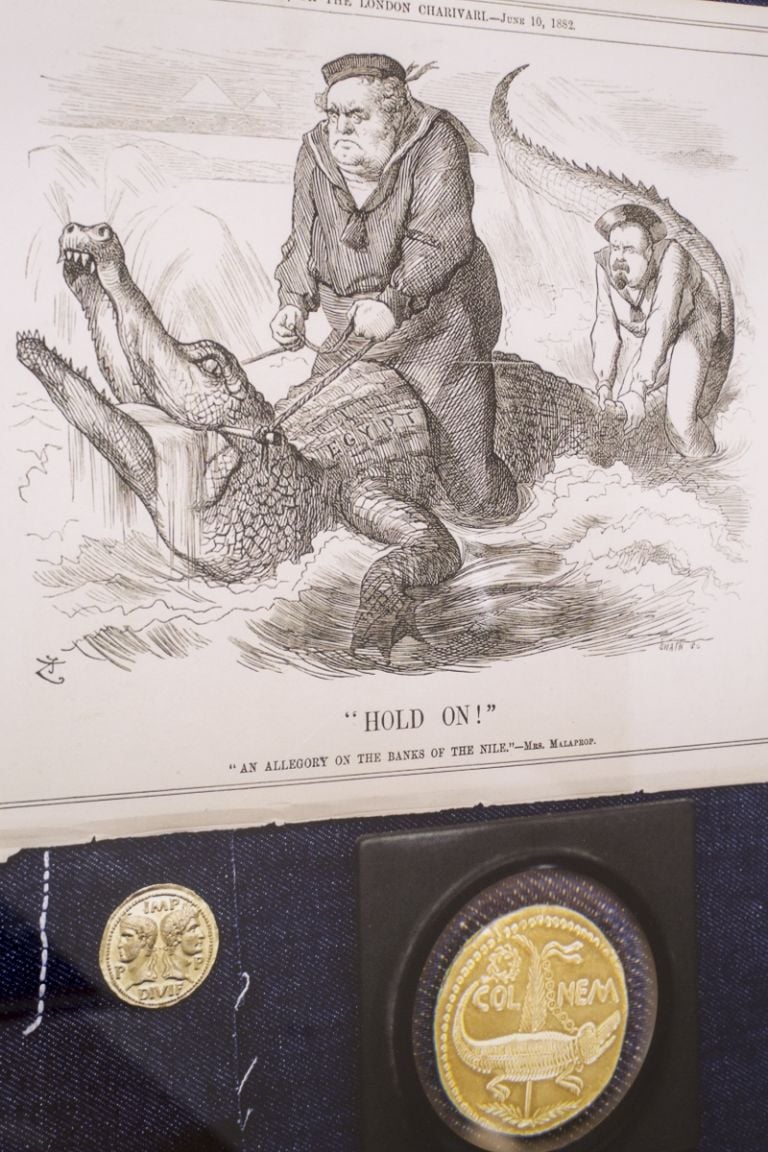 THE LONDON CHARIVARI.—JUNE 10, 1882.
EGYPT
SWAIN SC
"HOLD ON!"
"AN ALLEGORY ON THE BANKS OF THE NILE."—MRS. MALAPROP.
IMP
P P
DIVI F
COL NEM